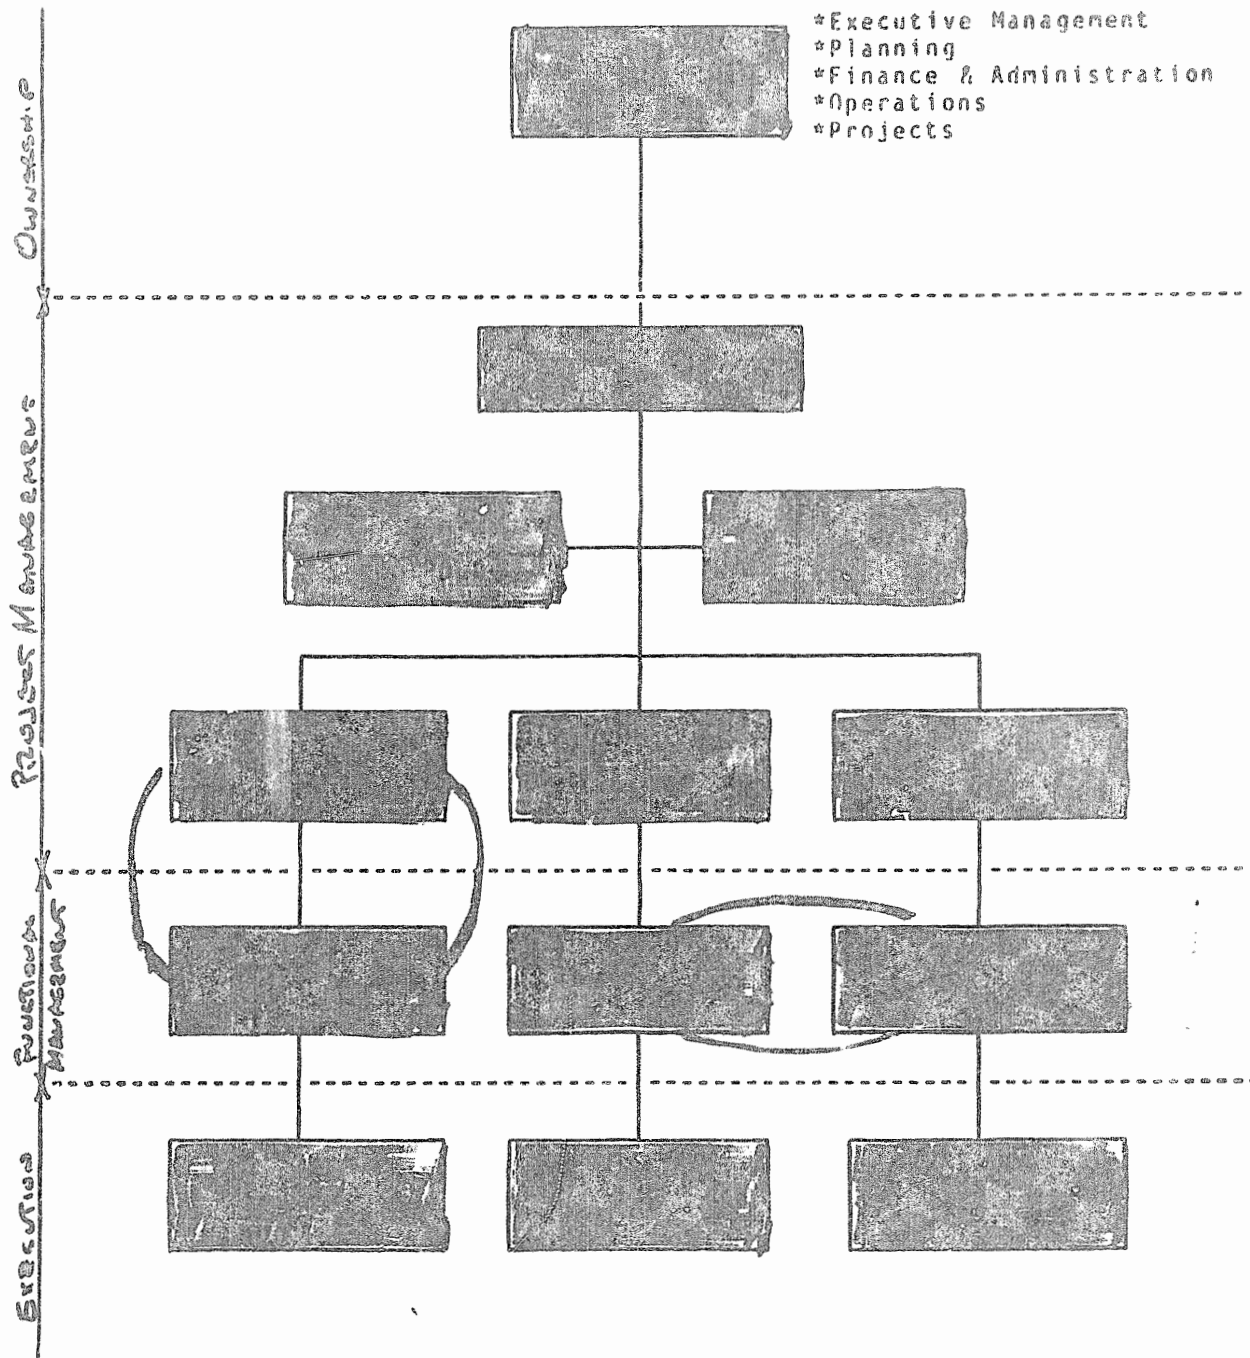 *Executive Management
*Planning
*Finance & Administration
*Operations
*Projects
OWNERSHIP
PROJECT MANAGEMENT
FUNCTIONAL
MANAGEMENT
EXECUTION